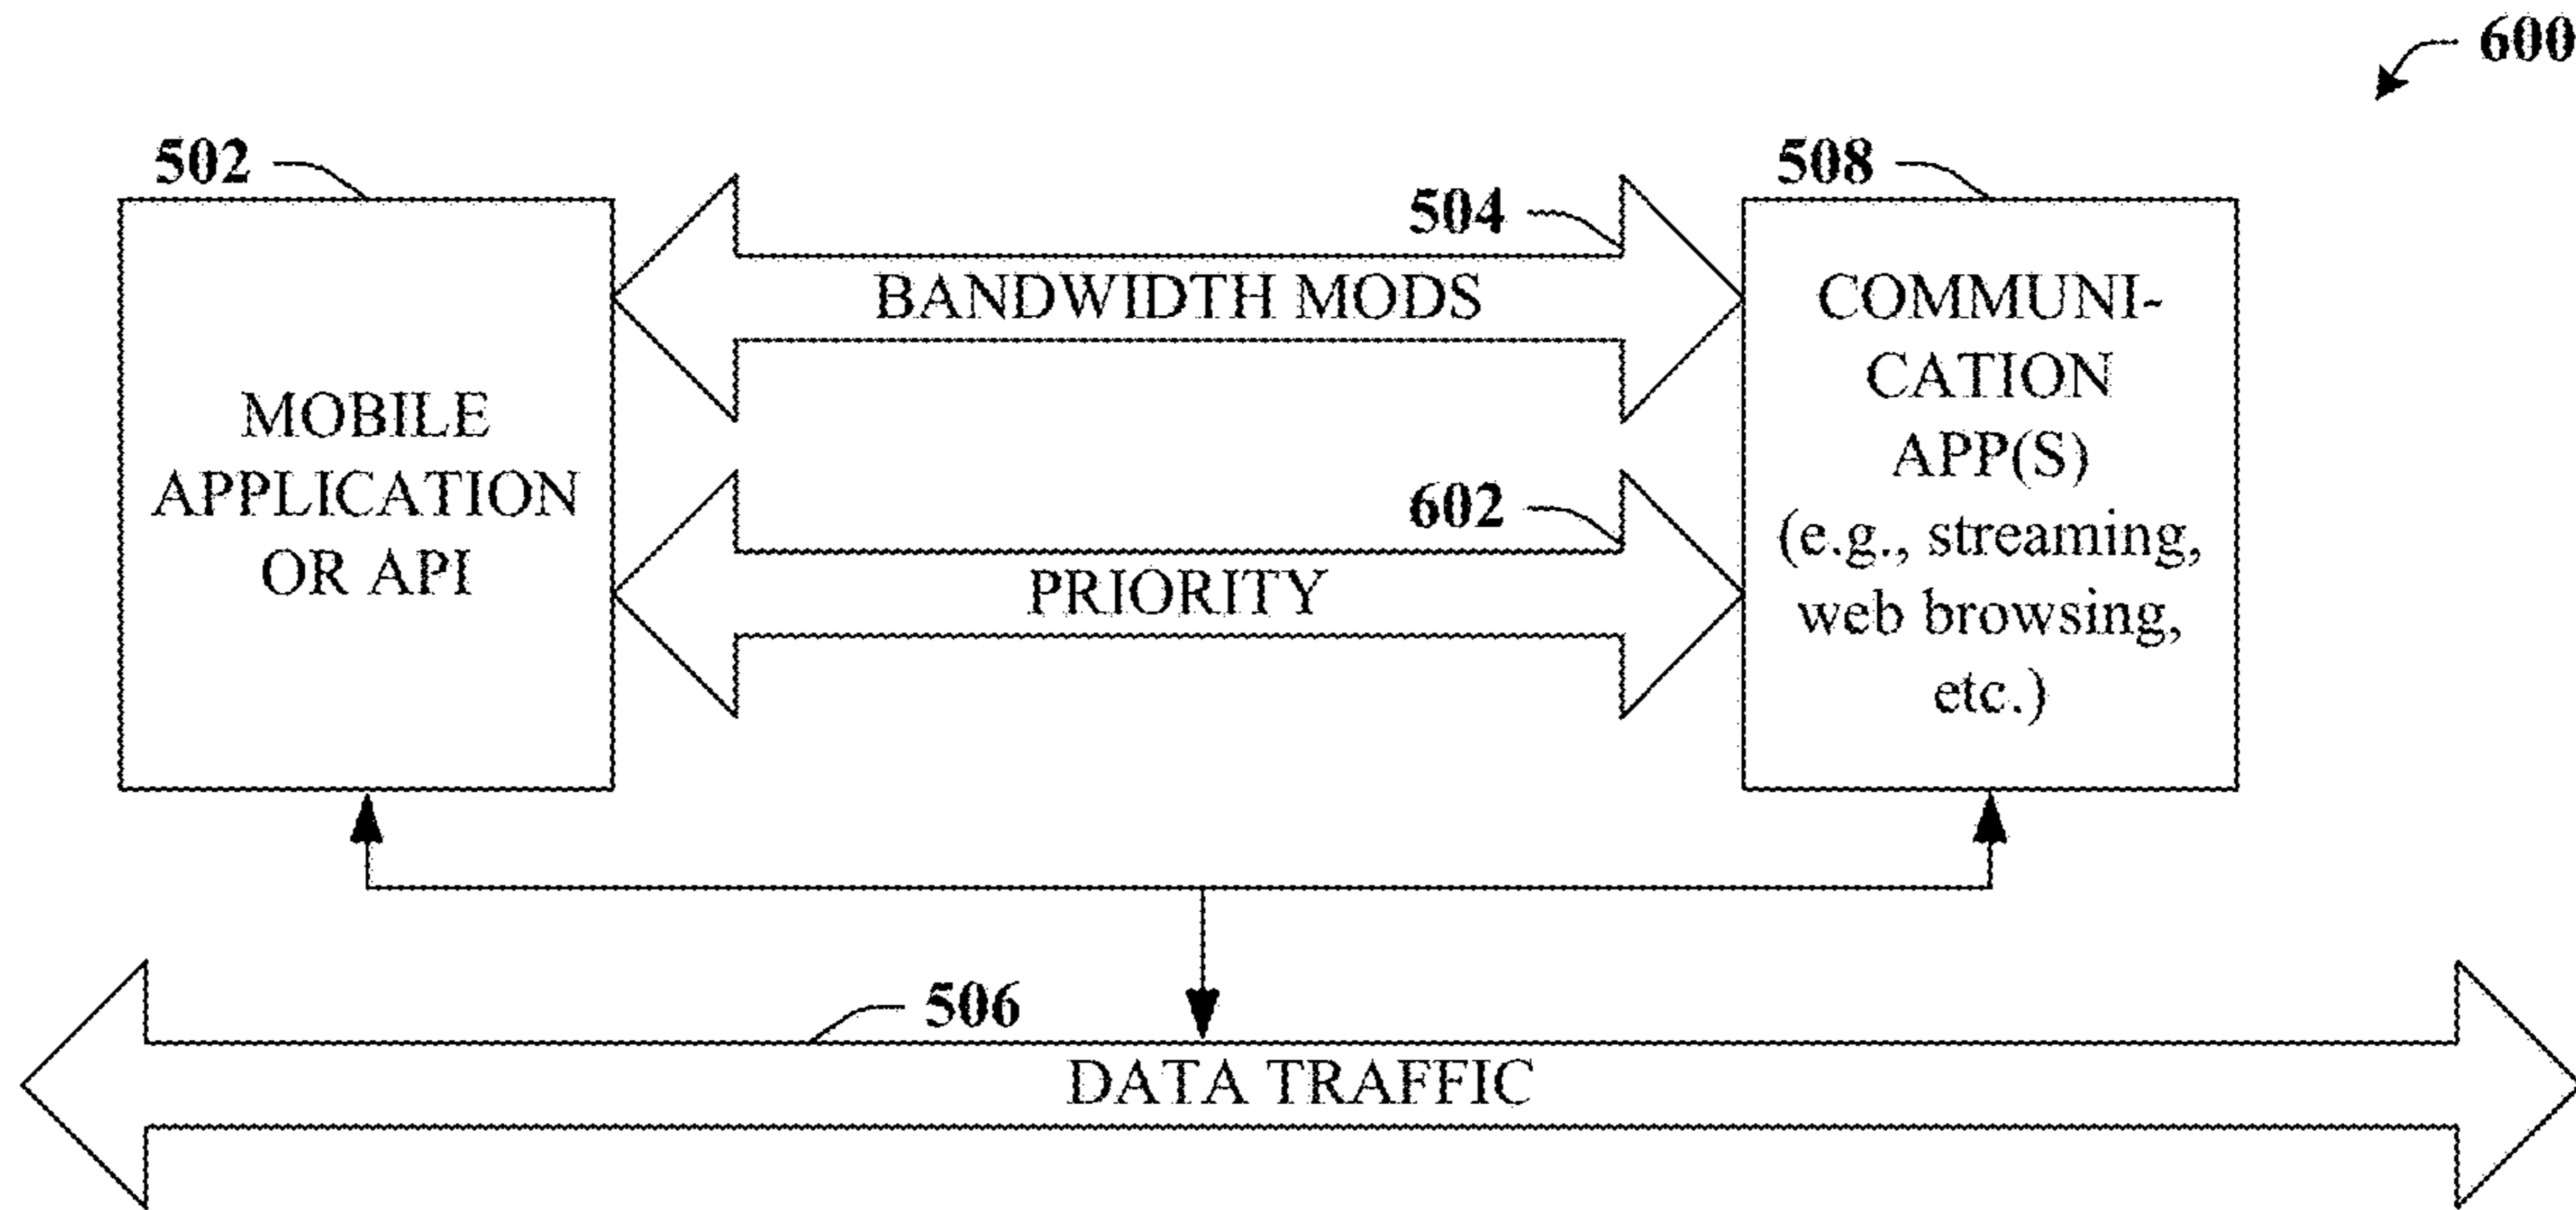 600
502
508
504
BANDWIDTH MODS
COMMUNI-
CATION
APP(S)
(e.g., streaming,
web browsing,
etc.)
MOBILE
APPLICATION
OR API
602
PRIORITY
506
DATA TRAFFIC